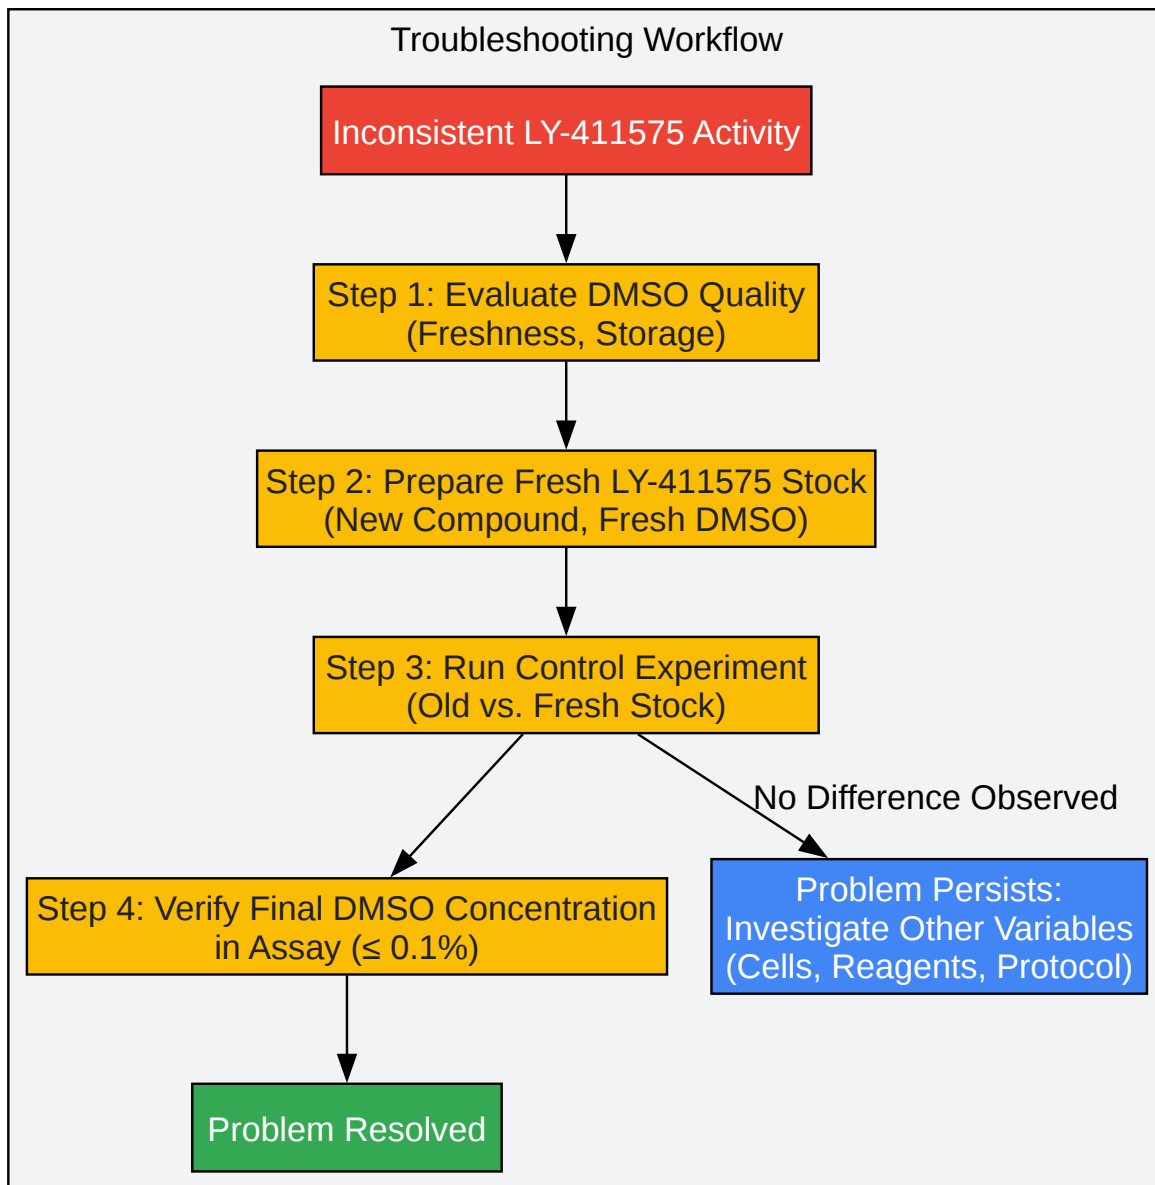 Troubleshooting Workflow
Inconsistent LY-411575 Activity
Step 1: Evaluate DMSO Quality
(Freshness, Storage)
Step 2: Prepare Fresh LY-411575 Stock
(New Compound, Fresh DMSO)
Step 3: Run Control Experiment
(Old vs. Fresh Stock)
No Difference Observed
Step 4: Verify Final DMSO Concentration
in Assay (≤ 0.1%)
Problem Persists:
Investigate Other Variables
(Cells, Reagents, Protocol)
Problem Resolved